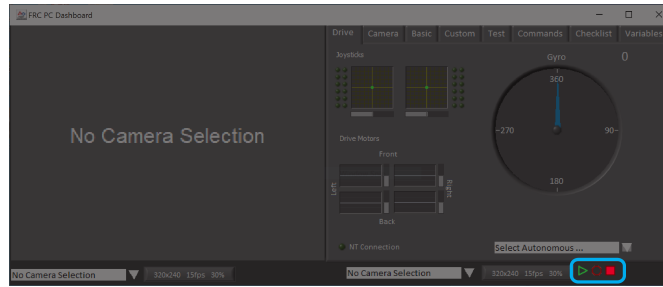 FRC PC Dashboard
Drive Camera Basic Custom Test Commands Checklist Variables
No Camera Selection
Joysticks
Gyro 0
360
-270 90-
180
Drive Motors
Front
Left Right
Back
NT Connection
Select Autonomous ...
No Camera Selection 320x240 15fps 30%
No Camera Selection 320x240 15fps 30%